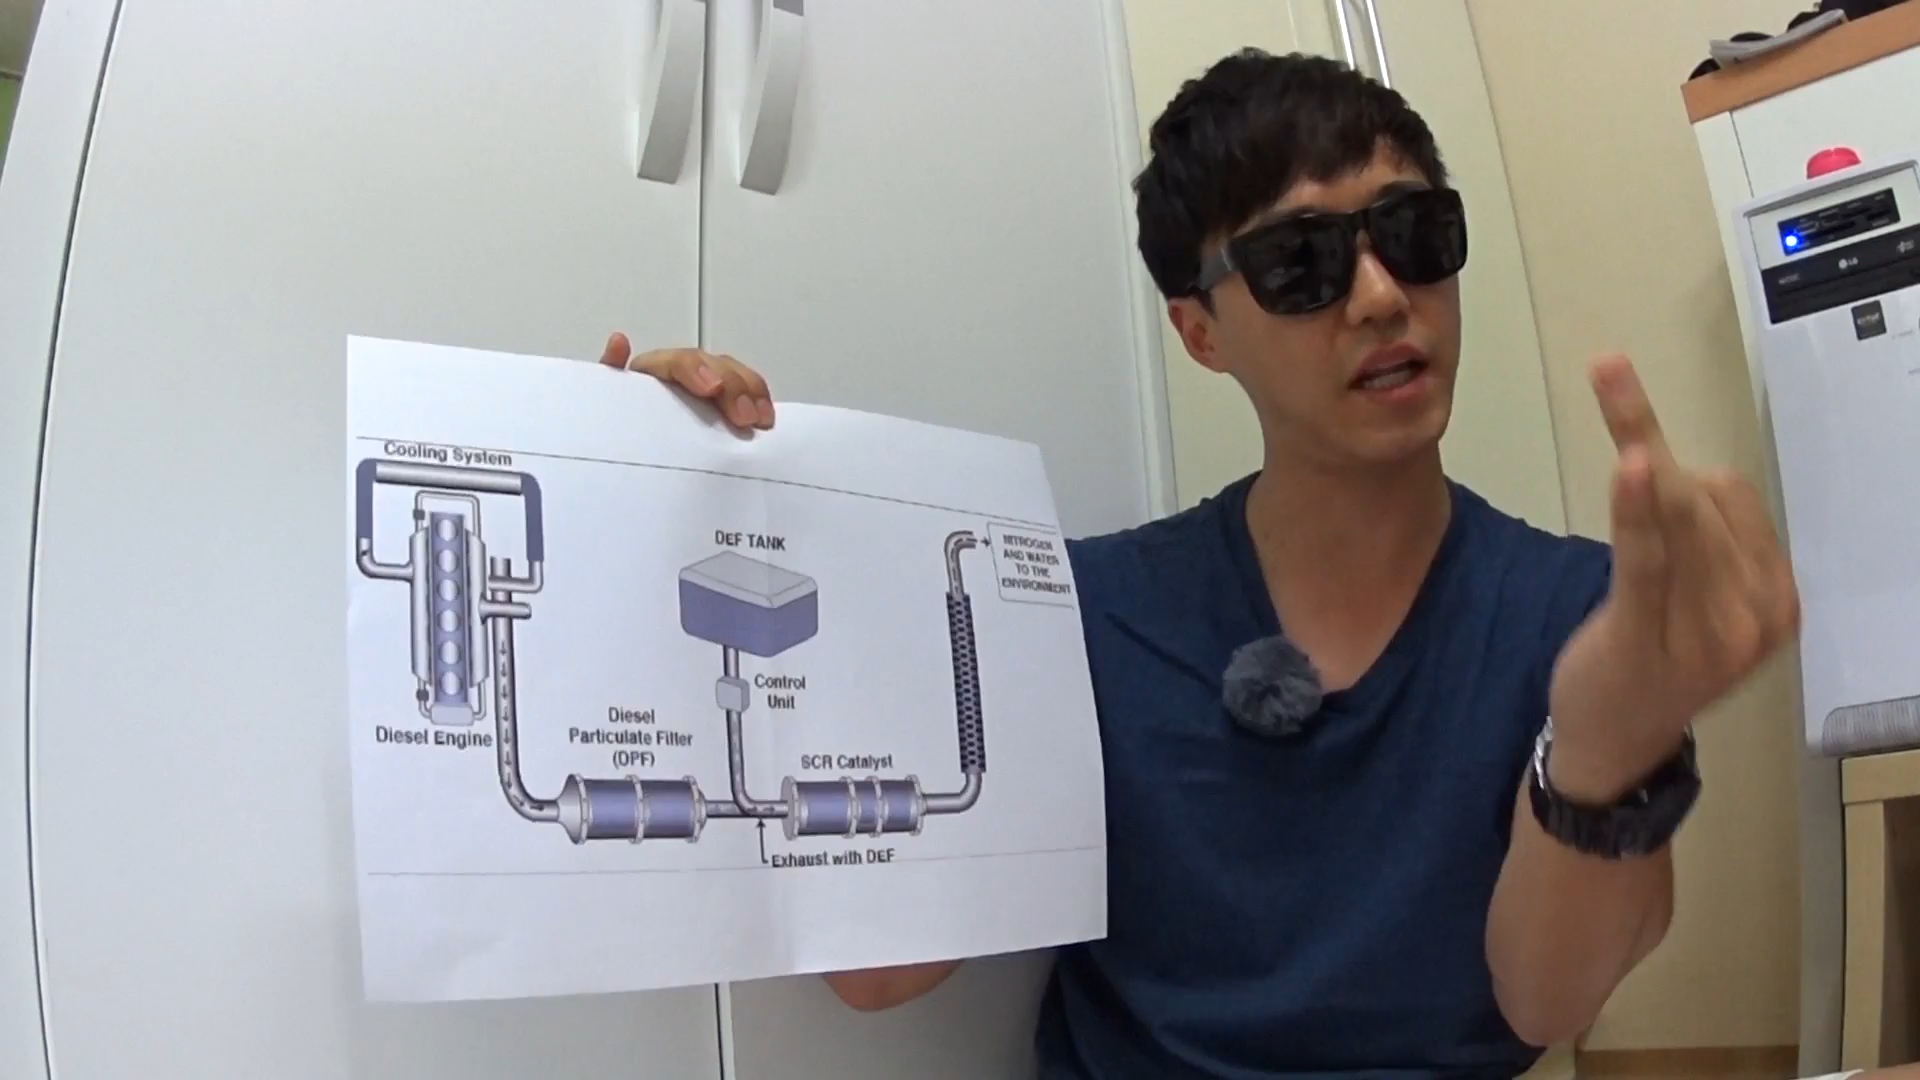 Cooling System
DEF TANK
NITROGEN
AND WATER
TO THE
ENVIRONMENT
Control
Unit
Diesel
Particulate Filter
(DPF)
Diesel Engine
SCR Catalyst
Exhaust with DEF
LG